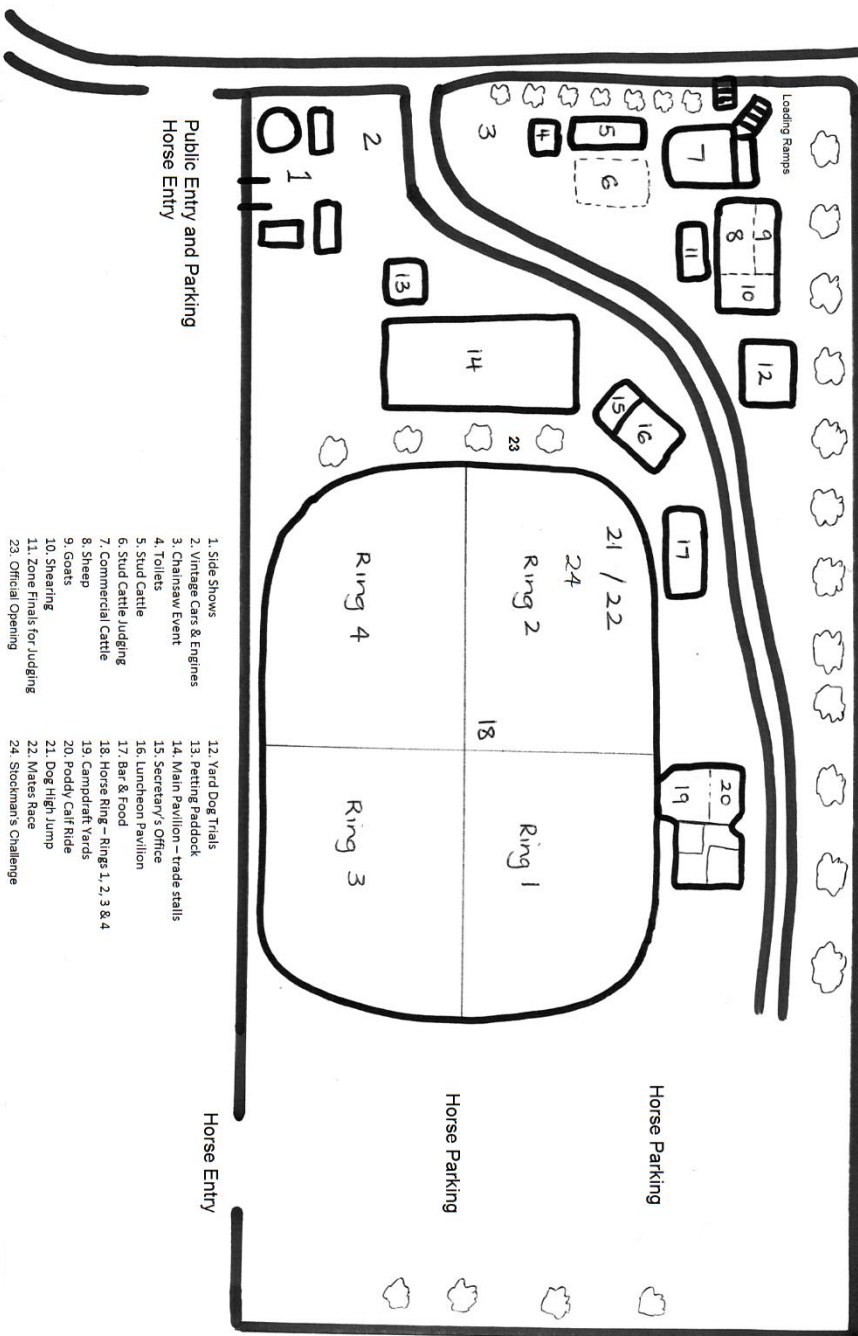 Loading Ramps
3
4
5
6
7
8
9
10
11
12
2
1
13
14
15
16
23
17
21 / 22
24
Ring 2
Ring 4
18
Ring 1
Ring 3
20
19
Horse Parking
Horse Parking
Public Entry and Parking
Horse Entry
Horse Entry
1. Side Shows
2. Vintage Cars & Engines
3. Chainsaw Event
4. Toilets
5. Stud Cattle
6. Stud Cattle Judging
7. Commercial Cattle
8. Sheep
9. Goats
10. Shearing
11. Zone Finals for Judging
23. Official Opening
12. Yard Dog Trials
13. Petting Paddock
14. Main Pavilion – trade stalls
15. Secretary's Office
16. Luncheon Pavilion
17. Bar & Food
18. Horse Ring – Rings 1, 2, 3 & 4
19. Campdraft Yards
20. Poddy Calf Ride
21. Dog High Jump
22. Mates Race
24. Stockman's Challenge